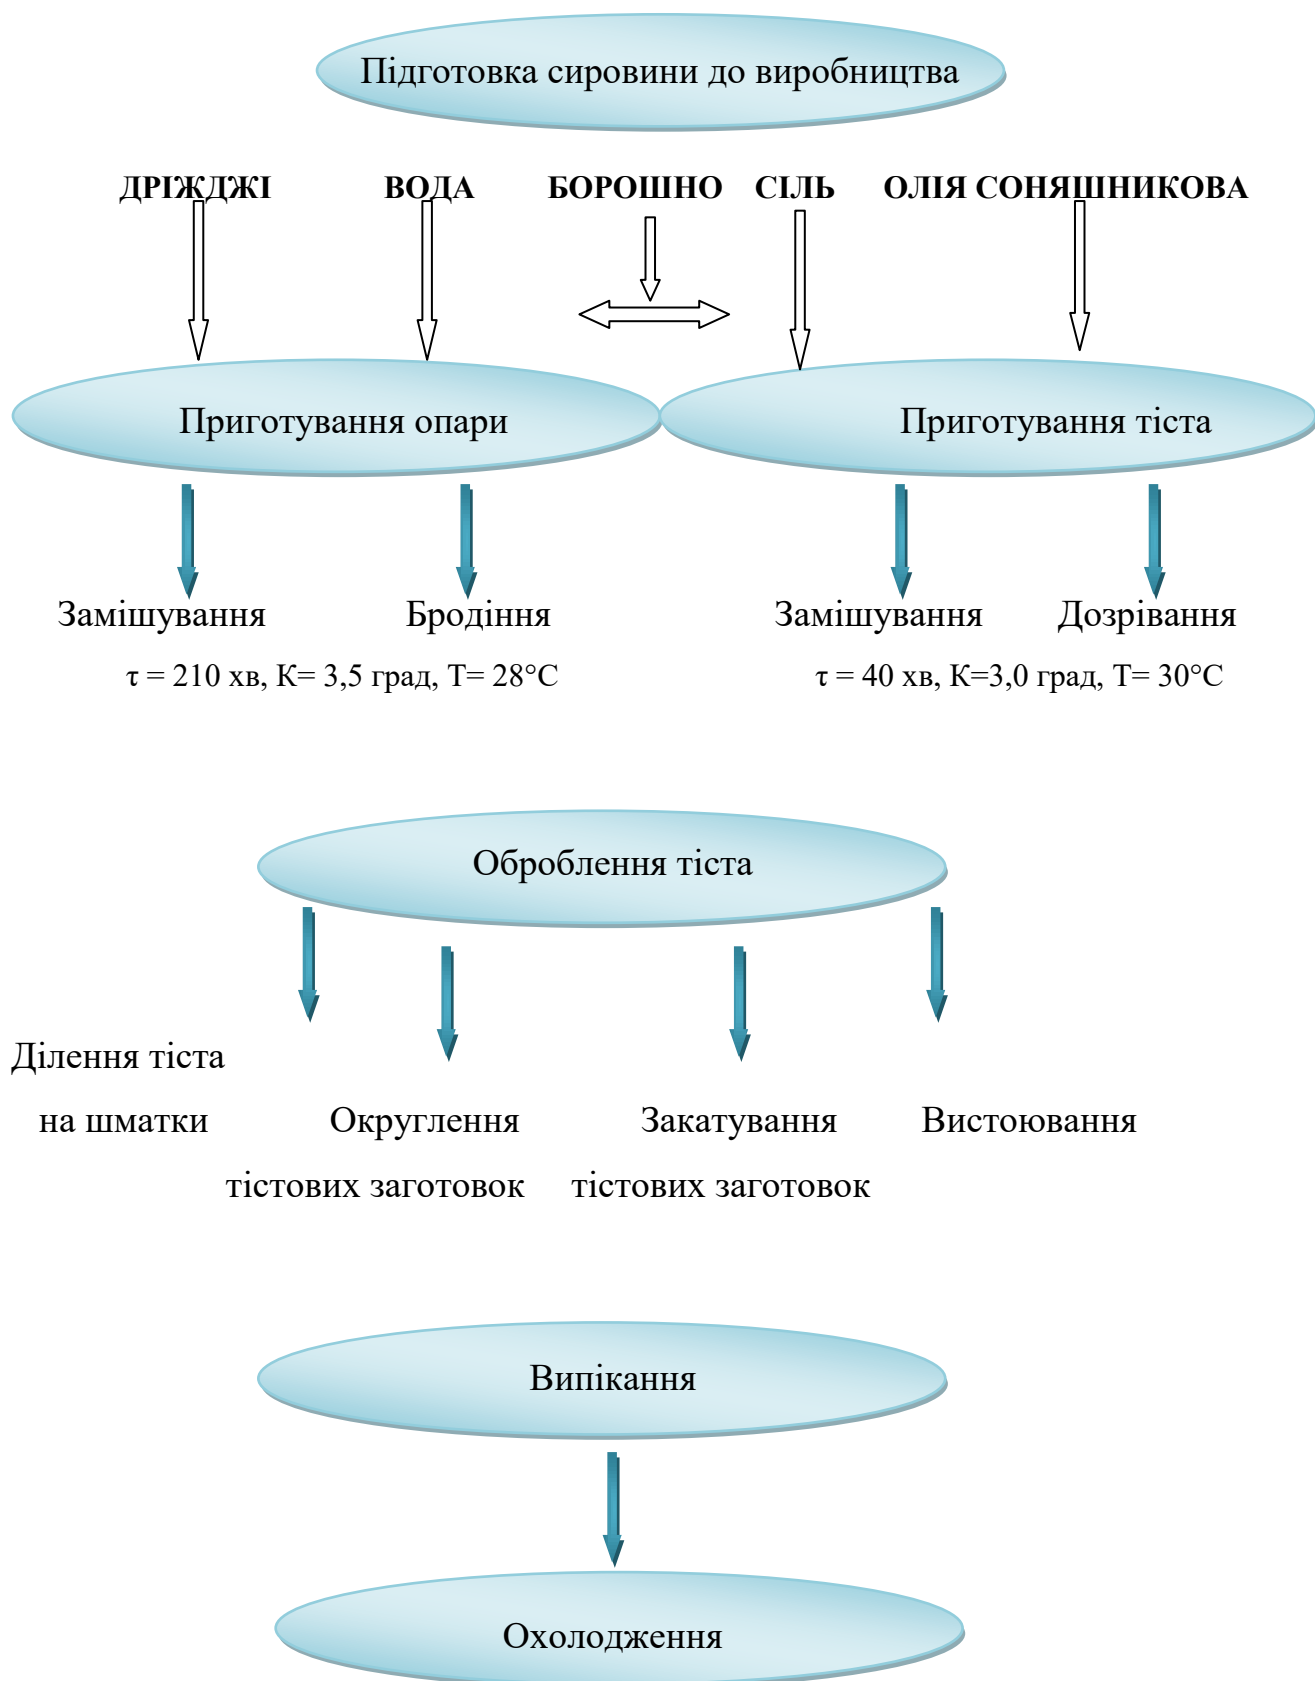 Підготовка сировини до виробництва
ДРІЖДЖІ ВОДА БОРОШНО СІЛЬ ОЛІЯ СОНЯШНИКОВА
Приготування опари Приготування тіста
Замішування Бродіння Замішування Дозрівання
τ = 210 хв, К= 3,5 град, Т= 28°С τ = 40 хв, К=3,0 град, Т= 30°С
Оброблення тіста
Ділення тіста
на шматки Округлення Закатування Вистоювання
тістових заготовок тістових заготовок
Випікання
Охолодження